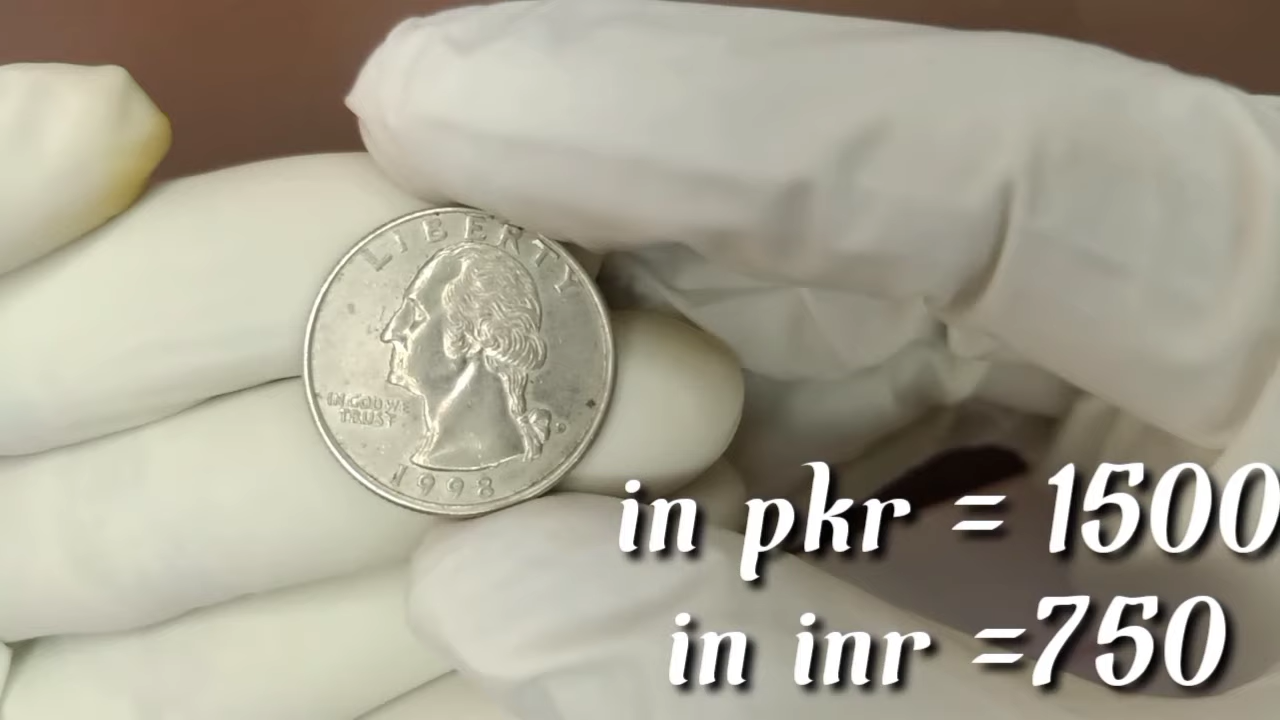 LIBERTY
IN GOD WE
TRUST
1998
in pkr = 1500
in inr =750